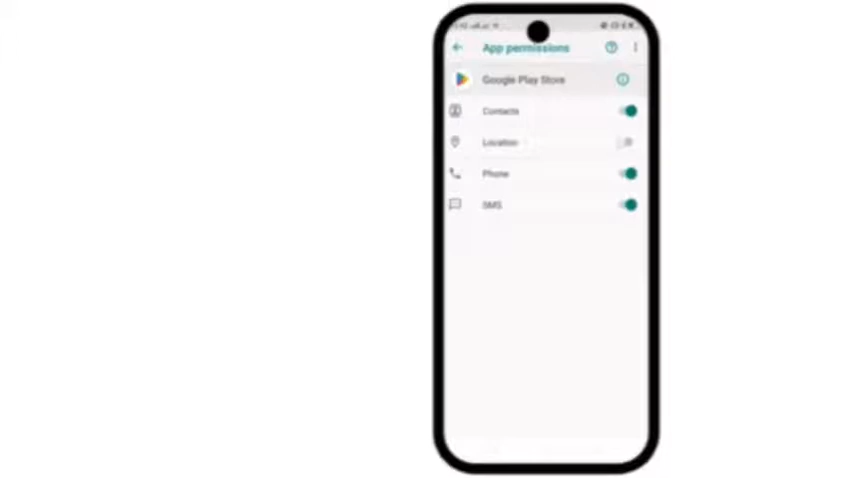 App permissions
Google Play Store
Contacts
Location
Phone
SMS